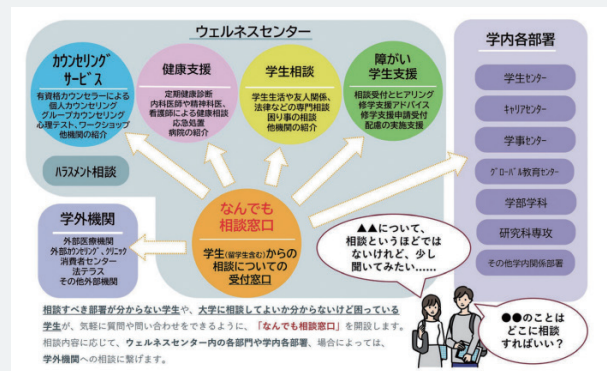 ウェルネスセンター
カウンセリング
サービス
有資格カウンセラーによる
個人カウンセリング
グループカウンセリング
心理テスト、ワークショップ
他機関の紹介
健康支援
定期健康診断
内科医師や精神科医、
看護師による健康相談
応急処置
病院の紹介
学生相談
学生生活や友人関係、
法律などの専門相談
困り事の相談
他機関の紹介
障がい
学生支援
相談受付とヒアリング
修学支援アドバイス
修学支援申請受付
配慮の実施支援
ハラスメント相談
学内各部署
学生センター
キャリアセンター
学事センター
グローバル教育センター
学部学科
研究科専攻
その他学内関係部署
学外機関
外部医療機関
外部カウンセリング、クリニック
消費者センター
法テラス
その他外部機関
なんでも
相談窓口
学生(留学生含む)からの
相談についての
受付窓口
▲▲について、
相談というほどでは
ないけれど、少し
聞いてみたい……
●●のことは
どこに相談
すればいい？
相談すべき部署が分からない学生や、大学に相談してよいか分からないけど困っている
学生が、気軽に質問や問い合わせをできるように、「なんでも相談窓口」を開設します。
相談内容に応じて、ウェルネスセンター内の各部門や学内各部署、場合によっては、
学外機関への相談に繋げます。